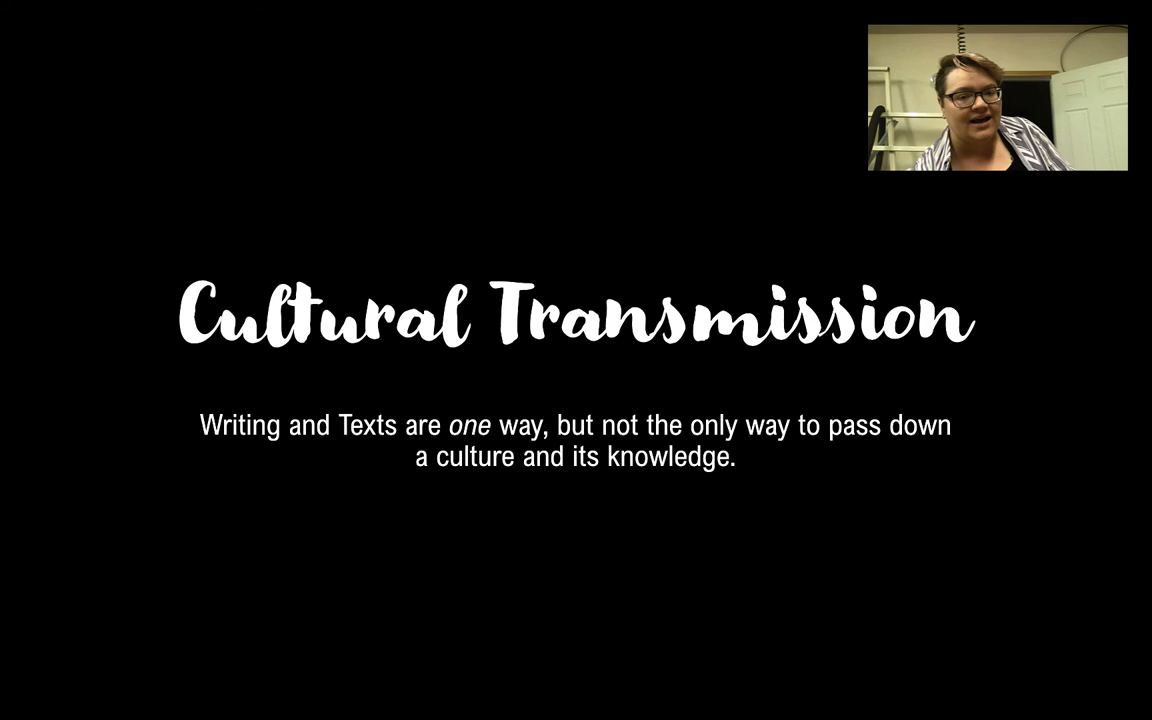 Cultural Transmission
Writing and Texts are one way, but not the only way to pass down
a culture and its knowledge.